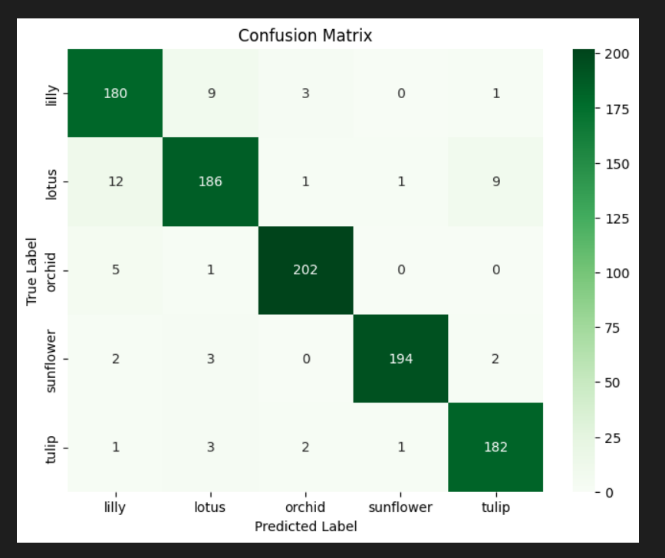 Confusion Matrix
lilly 180 9 3 0 1
lotus 12 186 1 1 9
orchid 5 1 202 0 0
sunflower 2 3 0 194 2
tulip 1 3 2 1 182
True Label
lilly lotus orchid sunflower tulip
Predicted Label
200
175
150
125
100
75
50
25
0